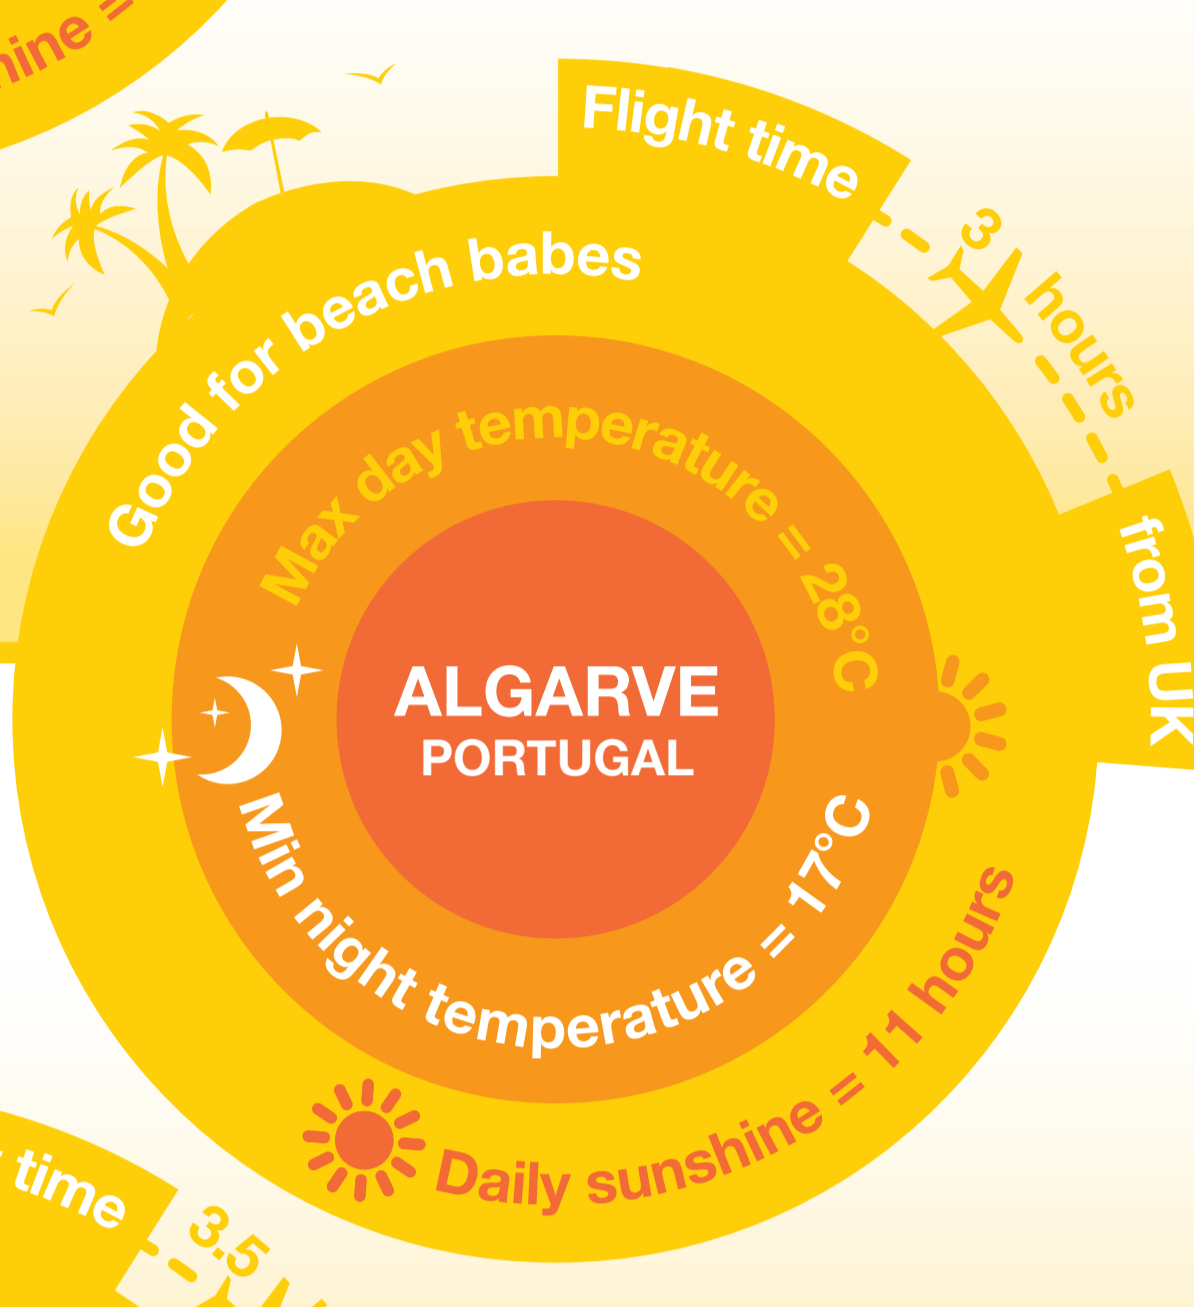 Flight time
3 hours
from UK
Good for beach babes
Max day temperature = 28°C
ALGARVE
PORTUGAL
Min night temperature = 17°C
Daily sunshine = 11 hours
time
3.5